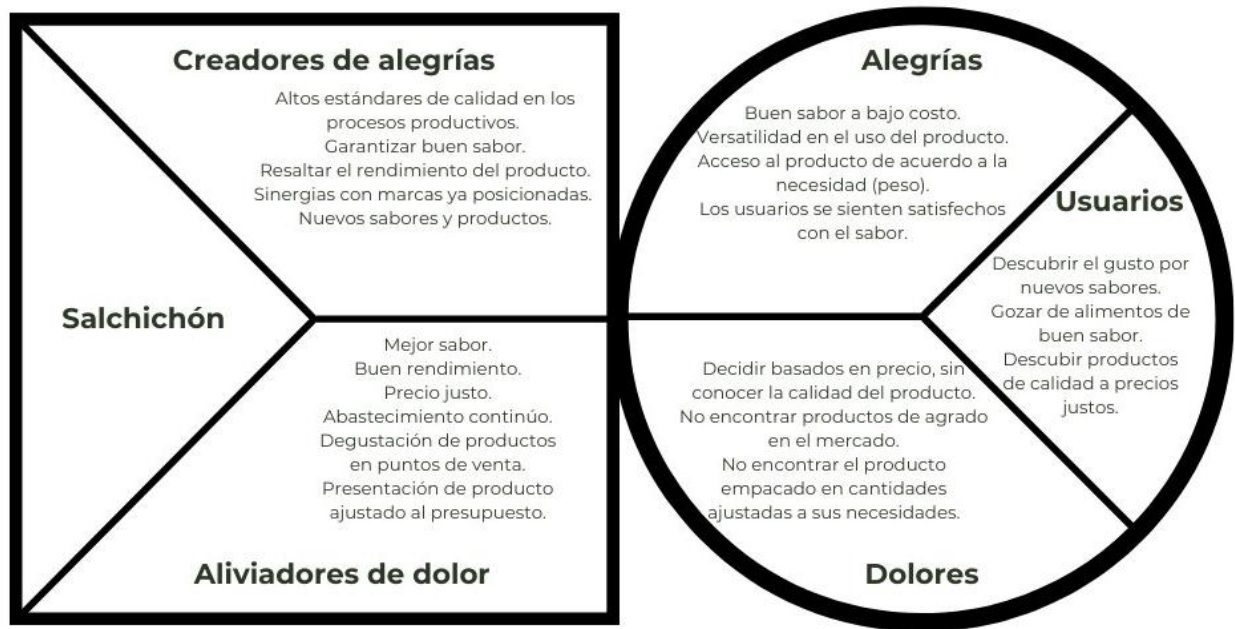 Creadores de alegrías
Altos estándares de calidad en los
procesos productivos.
Garantizar buen sabor.
Resaltar el rendimiento del producto.
Sinergias con marcas ya posicionadas.
Nuevos sabores y productos.
Salchichón
Mejor sabor.
Buen rendimiento.
Precio justo.
Abastecimiento continúo.
Degustación de productos
en puntos de venta.
Presentación de producto
ajustado al presupuesto.
Aliviadores de dolor
Alegrías
Buen sabor a bajo costo.
Versatilidad en el uso del producto.
Acceso al producto de acuerdo a la
necesidad (peso).
Los usuarios se sienten satisfechos
con el sabor.
Usuarios
Descubrir el gusto por
nuevos sabores.
Gozar de alimentos de
buen sabor.
Descubir productos
de calidad a precios
justos.
Decidir basados en precio, sin
conocer la calidad del producto.
No encontrar productos de agrado
en el mercado.
No encontrar el producto
empacado en cantidades
ajustadas a sus necesidades.
Dolores